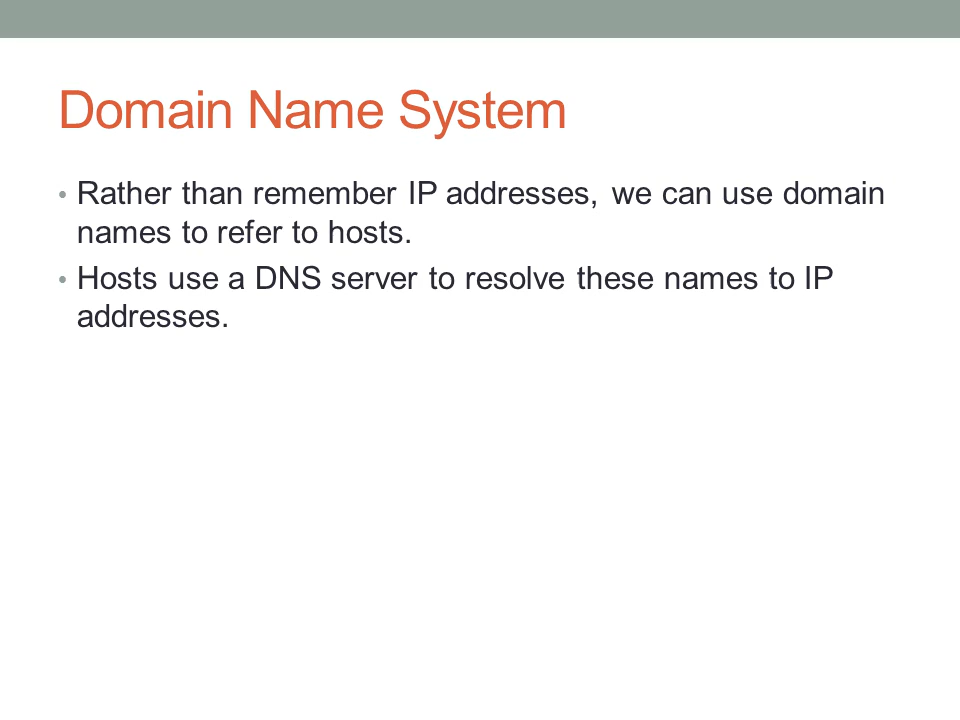 Domain Name System
• Rather than remember IP addresses, we can use domain
names to refer to hosts.
• Hosts use a DNS server to resolve these names to IP
addresses.